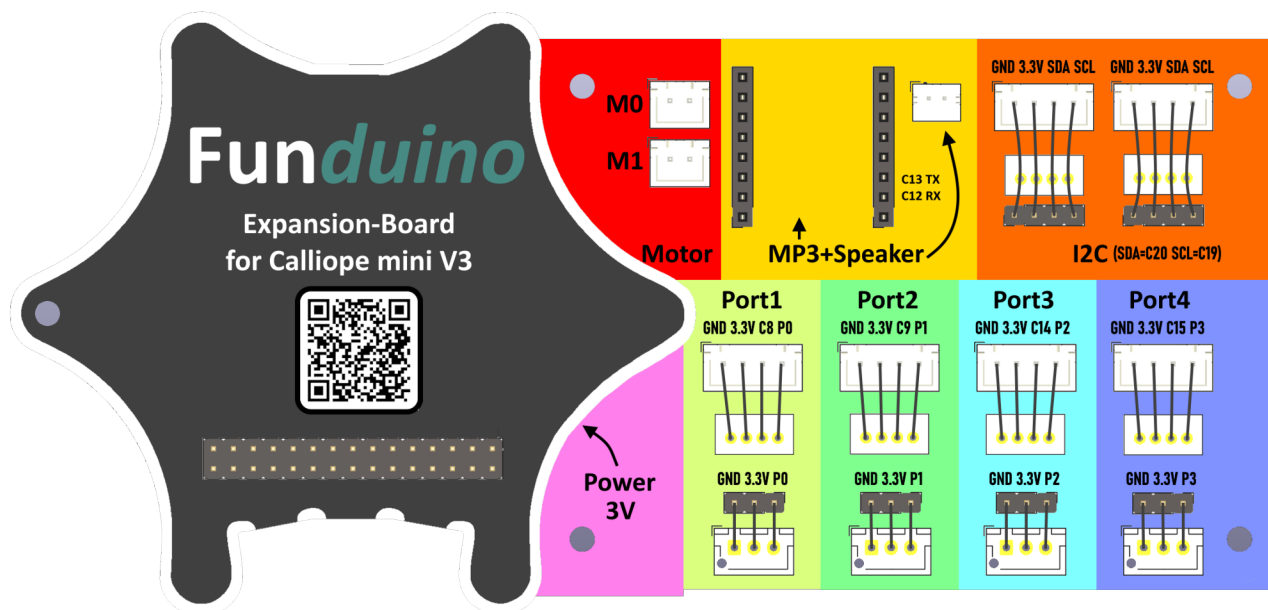 Funduino
Expansion-Board
for Calliope mini V3
M0
M1
Motor
C13 TX
C12 RX
MP3+Speaker
GND 3.3V SDA SCL
GND 3.3V SDA SCL
I2C (SDA=C20 SCL=C19)
Power
3V
Port1
GND 3.3V C8 P0
GND 3.3V P0
Port2
GND 3.3V C9 P1
GND 3.3V P1
Port3
GND 3.3V C14 P2
GND 3.3V P2
Port4
GND 3.3V C15 P3
GND 3.3V P3